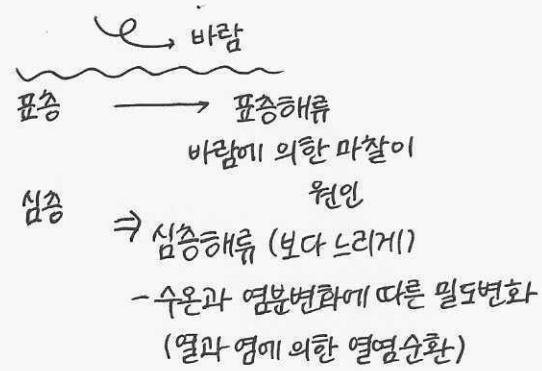 바람
표층 → 표층해류
바람에 의한 마찰이
원인
심층
⇒ 심층해류 (보다 느리게)
- 수온과 염분변화에 따른 밀도변화
(열과 염에 의한 열염순환)